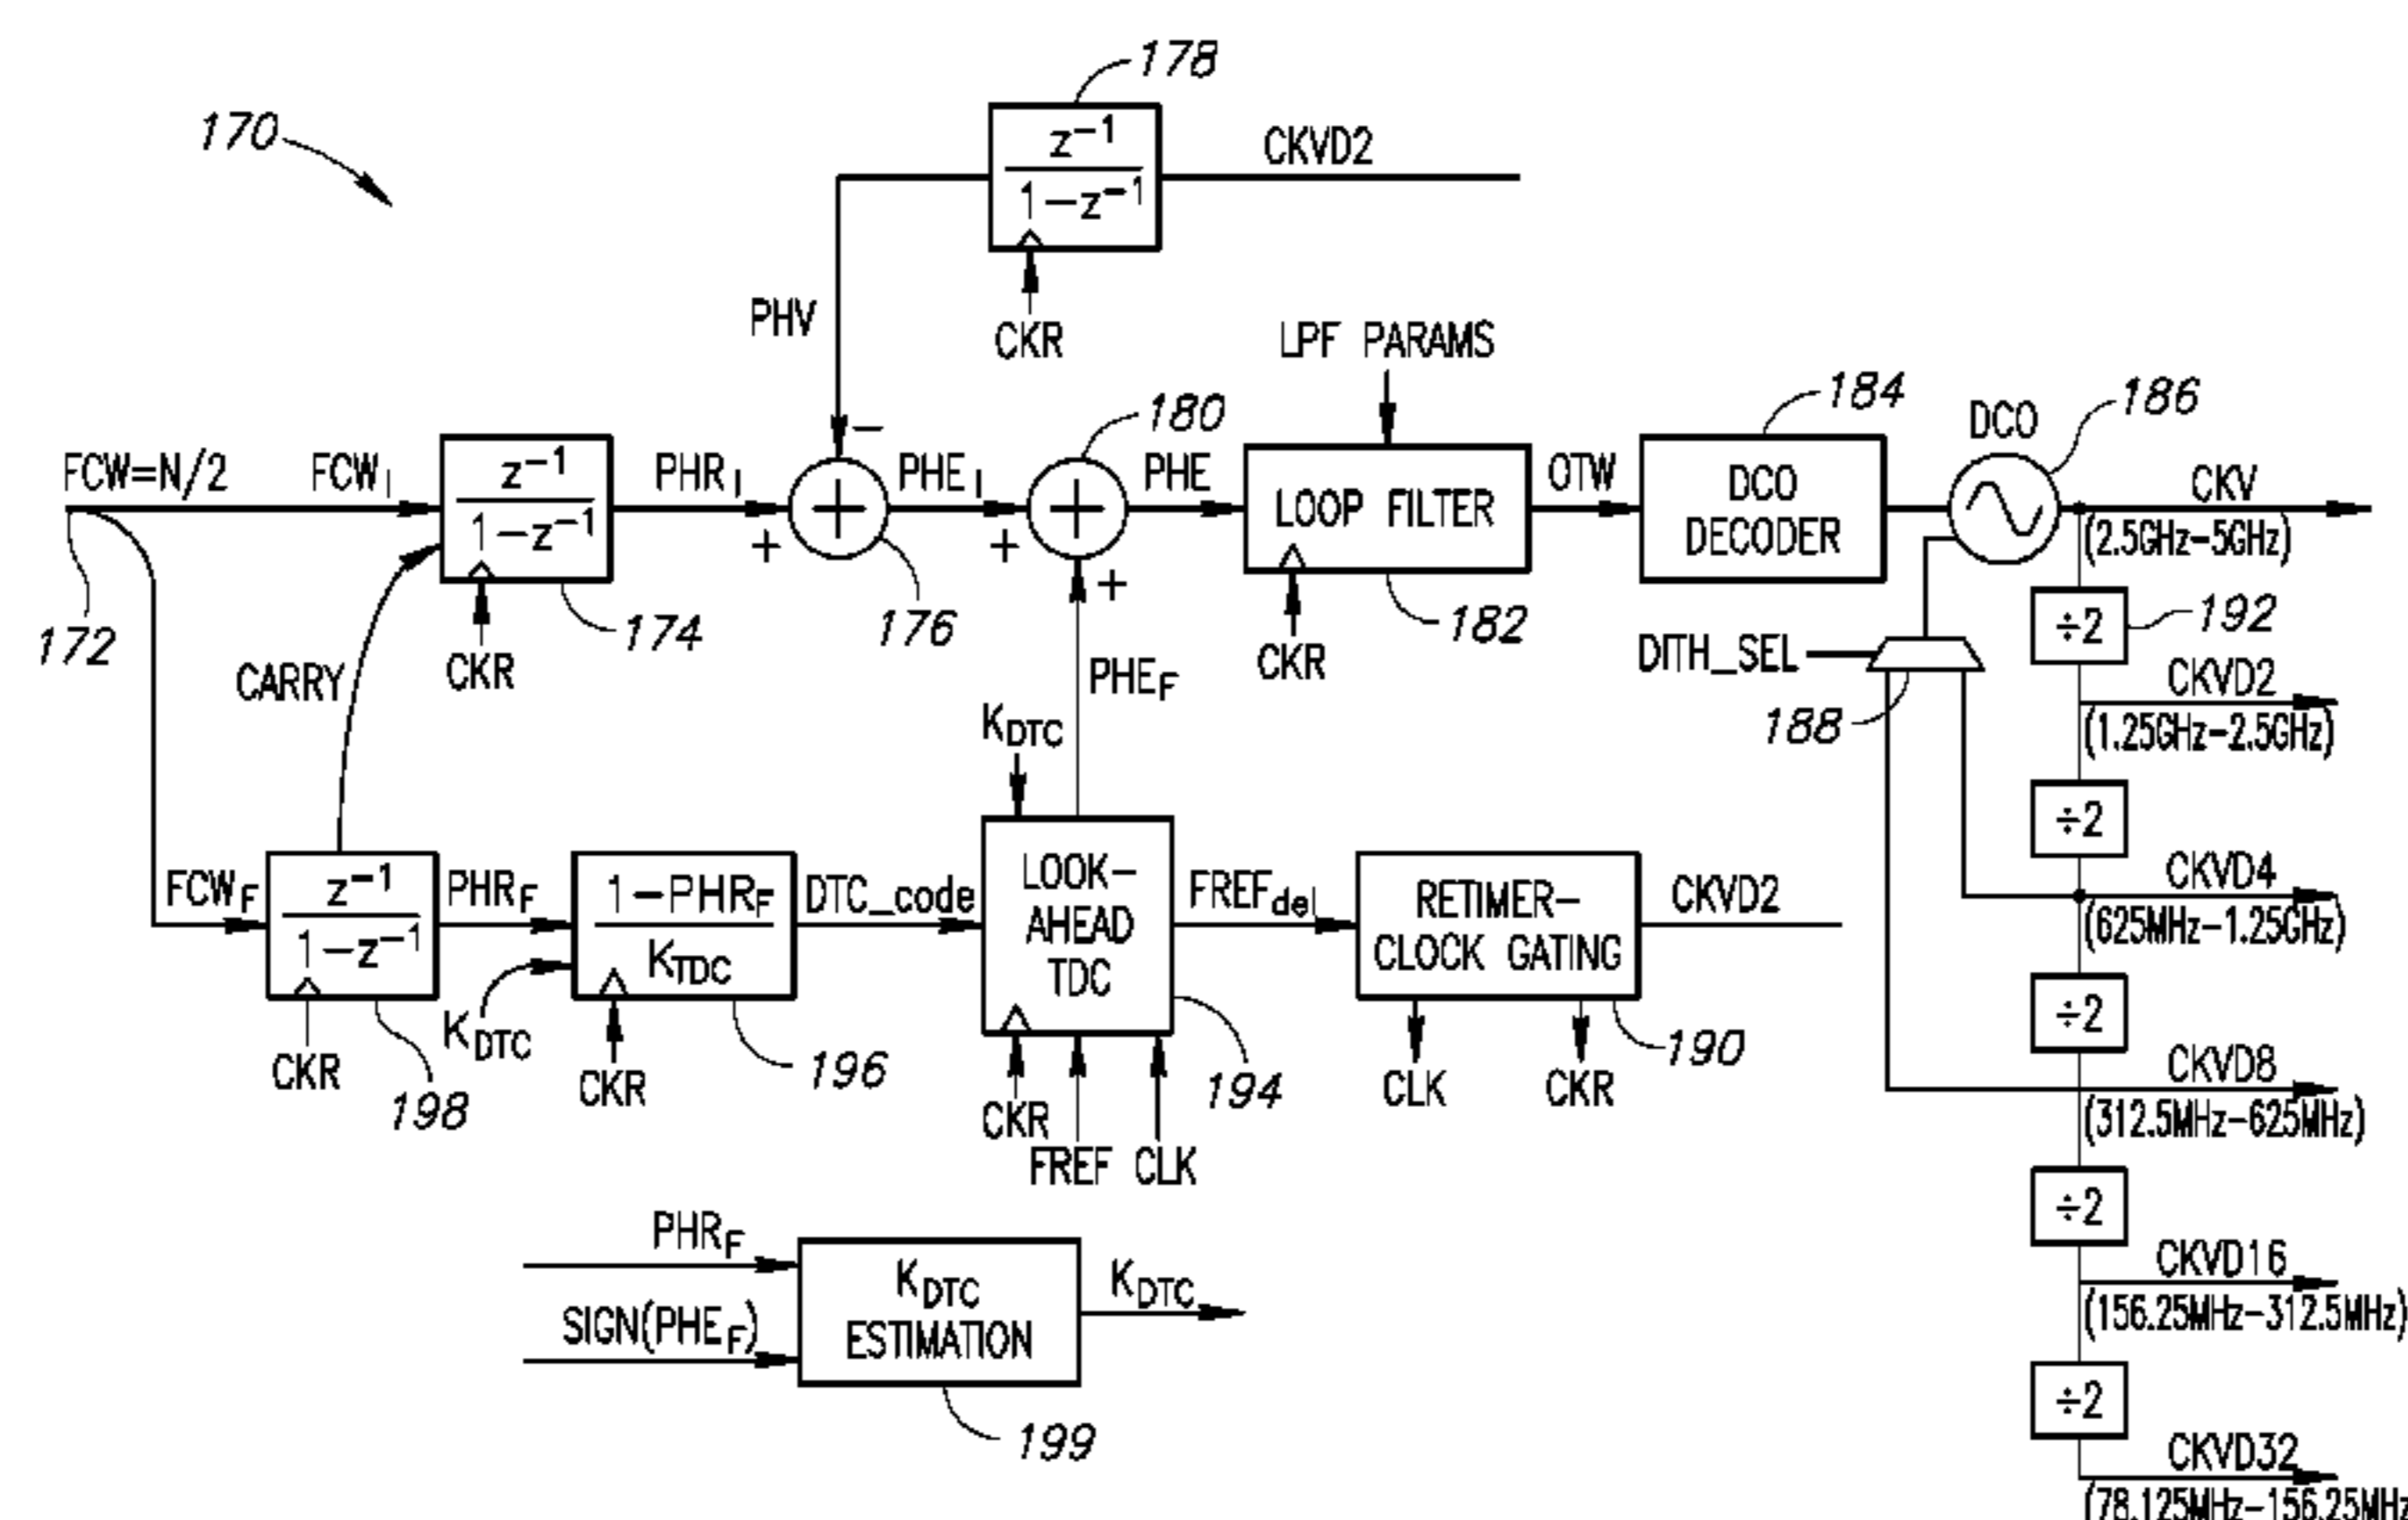 178
170
z⁻¹
1−z⁻¹
CKVD2
PHV
CKR
LPF PARAMS
180
184
DCO
186
FCW=N/2
FCW_I
z⁻¹
1−z⁻¹
PHR_I
−
+
+
PHE_I
+
+
+
PHE
LOOP FILTER
OTW
DCO
DECODER
CKV
(2.5GHz−5GHz)
172
CARRY
CKR
174
176
PHE_F
CKR
182
DITH_SEL
188
÷2
192
CKVD2
(1.25GHz−2.5GHz)
K_DTC
÷2
FCW_F
z⁻¹
1−z⁻¹
PHR_F
1−PHR_F
K_TDC
DTC_code
LOOK−
AHEAD
TDC
FREF_del
RETIMER−
CLOCK GATING
CKVD2
CKVD4
(625MHz−1.25GHz)
÷2
CKR
198
K_DTC
CKR
196
CKR
FREF
CLK
194
CLK
CKR
190
CKVD8
(312.5MHz−625MHz)
÷2
PHR_F
SIGN(PHE_F)
K_DTC
ESTIMATION
K_DTC
199
CKVD16
(156.25MHz−312.5MHz)
÷2
CKVD32
(78.125MHz−156.25MHz